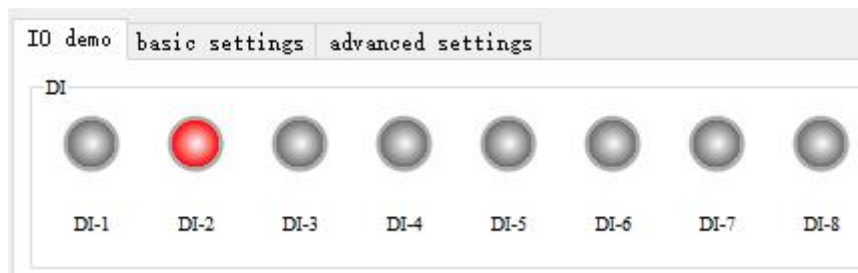 IO demo basic settings advanced settings
DI
DI-1 DI-2 DI-3 DI-4 DI-5 DI-6 DI-7 DI-8